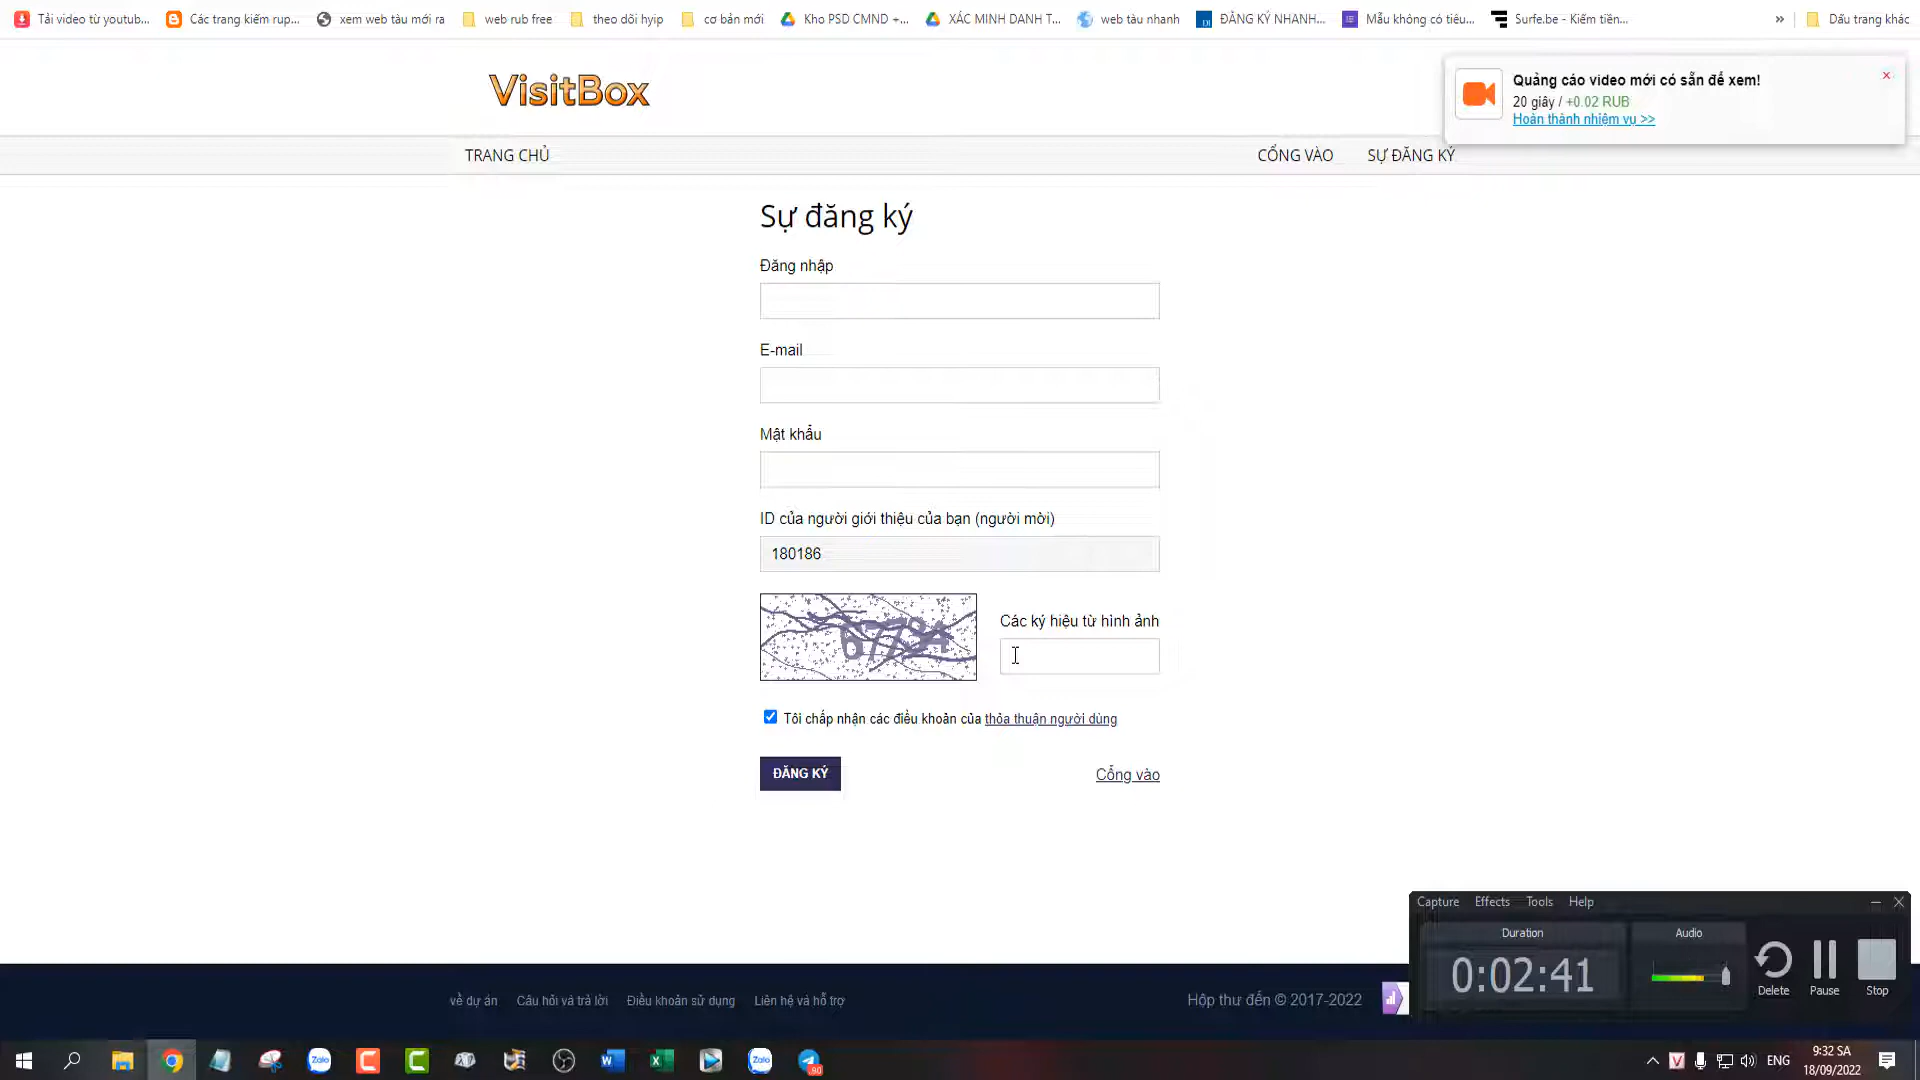 Tải video từ youtub...
Các trang kiếm rup...
xem web tàu mới ra
web rub free
theo dõi hyip
cơ bản mới
Kho PSD CMND +...
XÁC MINH DANH T...
web tàu nhanh
ĐĂNG KÝ NHANH...
Mẫu không có tiêu...
Surfe.be - Kiếm tiền...
»
Dấu trang khác
VisitBox
Quảng cáo video mới có sẵn để xem!
20 giây / +0.02 RUB
Hoàn thành nhiệm vụ >>
TRANG CHỦ
CỔNG VÀO
SỰ ĐĂNG KÝ
Sự đăng ký
Đăng nhập
E-mail
Mật khẩu
ID của người giới thiệu của bạn (người mời)
180186
Các ký hiệu từ hình ảnh
Tôi chấp nhận các điều khoản của thỏa thuận người dùng
ĐĂNG KÝ
Cổng vào
Capture Effects Tools Help
Duration
Audio
0:02:41
Delete
Pause
Stop
về dự án
Câu hỏi và trả lời
Điều khoản sử dụng
Liên hệ và hỗ trợ
Hộp thư đến © 2017-2022
ENG
9:32 SA
18/09/2022